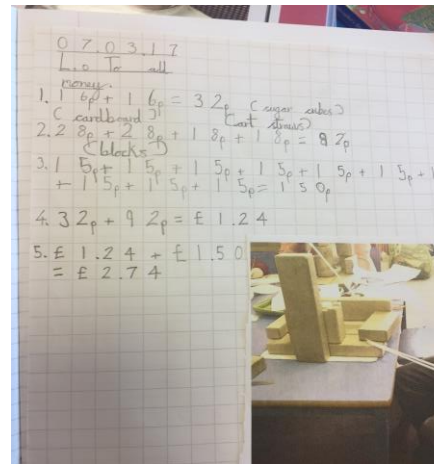 07.03.17
L.o To add
money.
1. 16p + 16p = 32p (sugar cubes)
(cardboard) (art straws)
2. 28p + 28p + 18p + 18p = 92p
(blocks)
3. 15p + 15p + 15p + 15p + 15p + 15p +
+ 15p + 15p + 15p = 150p
4. 32p + 92p = £1.24
5. £1.24 + £1.50
= £2.74